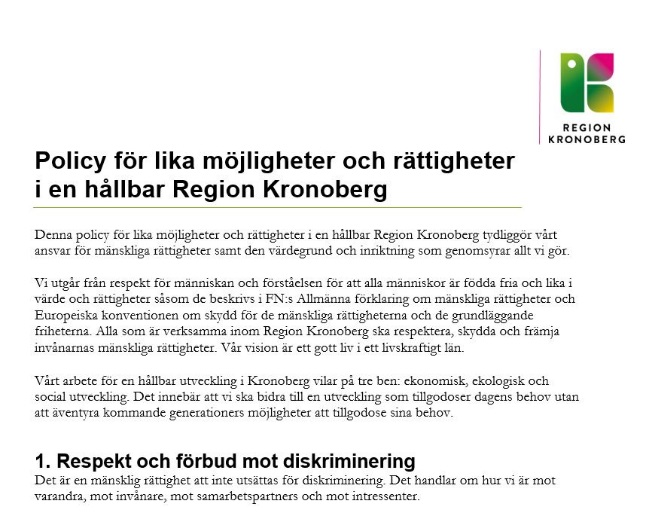 REGION
KRONOBERG
Policy för lika möjligheter och rättigheter
i en hållbar Region Kronoberg
Denna policy för lika möjligheter och rättigheter i en hållbar Region Kronoberg tydliggör vårt
ansvar för mänskliga rättigheter samt den värdegrund och inriktning som genomsyrar allt vi gör.
Vi utgår från respekt för människan och förståelsen för att alla människor är födda fria och lika i
värde och rättigheter såsom de beskrivs i FN:s Allmänna förklaring om mänskliga rättigheter och
Europeiska konventionen om skydd för de mänskliga rättigheterna och de grundläggande
friheterna. Alla som är verksamma inom Region Kronoberg ska respektera, skydda och främja
invånarnas mänskliga rättigheter. Vår vision är ett gott liv i ett livskraftigt län.
Vårt arbete för en hållbar utveckling i Kronoberg vilar på tre ben: ekonomisk, ekologisk och
social utveckling. Det innebär att vi ska bidra till en utveckling som tillgodoser dagens behov utan
att äventyra kommande generationers möjligheter att tillgodose sina behov.
1. Respekt och förbud mot diskriminering
Det är en mänsklig rättighet att inte utsättas för diskriminering. Det handlar om hur vi är mot
varandra, mot invånare, mot samarbetspartners och mot intressenter.